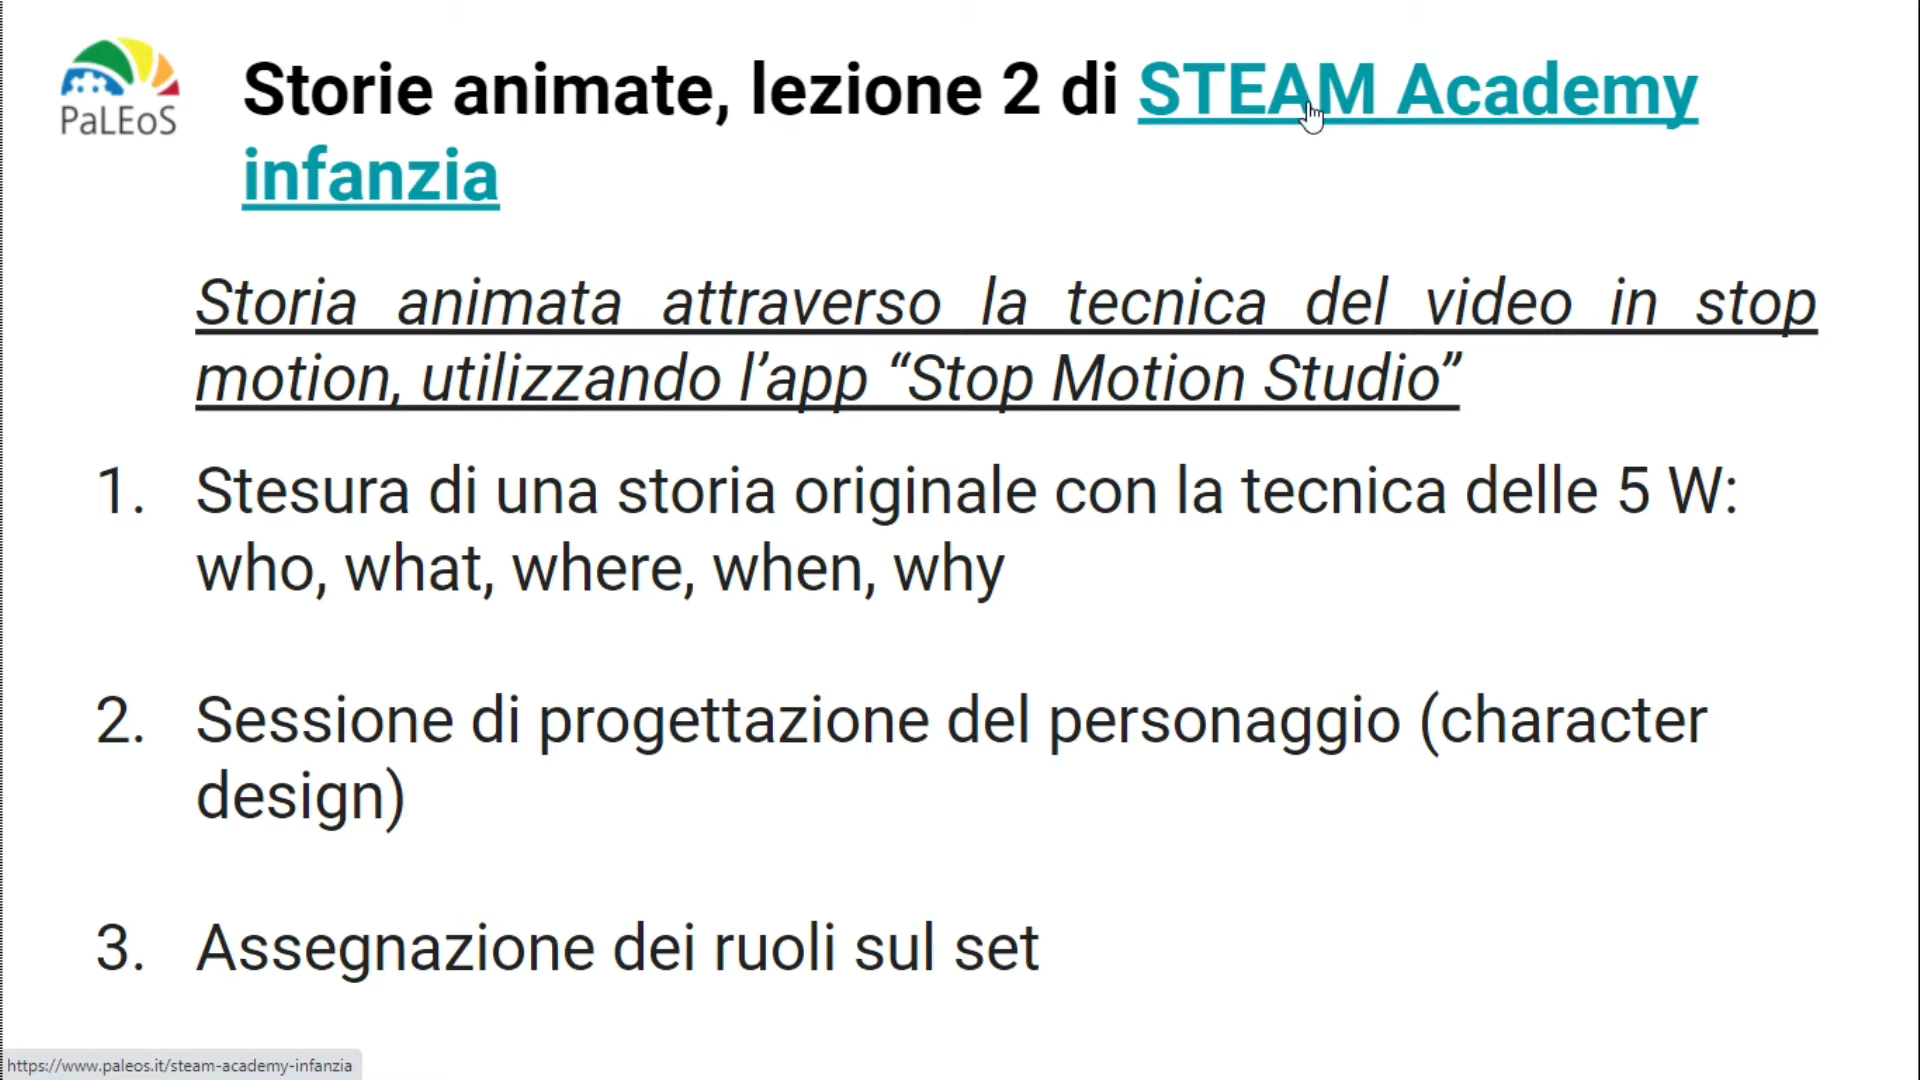 PaLEoS
Storie animate, lezione 2 di STEAM Academy
infanzia
Storia animata attraverso la tecnica del video in stop
motion, utilizzando l’app “Stop Motion Studio”
1. Stesura di una storia originale con la tecnica delle 5 W:
who, what, where, when, why
2. Sessione di progettazione del personaggio (character
design)
3. Assegnazione dei ruoli sul set
https://www.paleos.it/steam-academy-infanzia